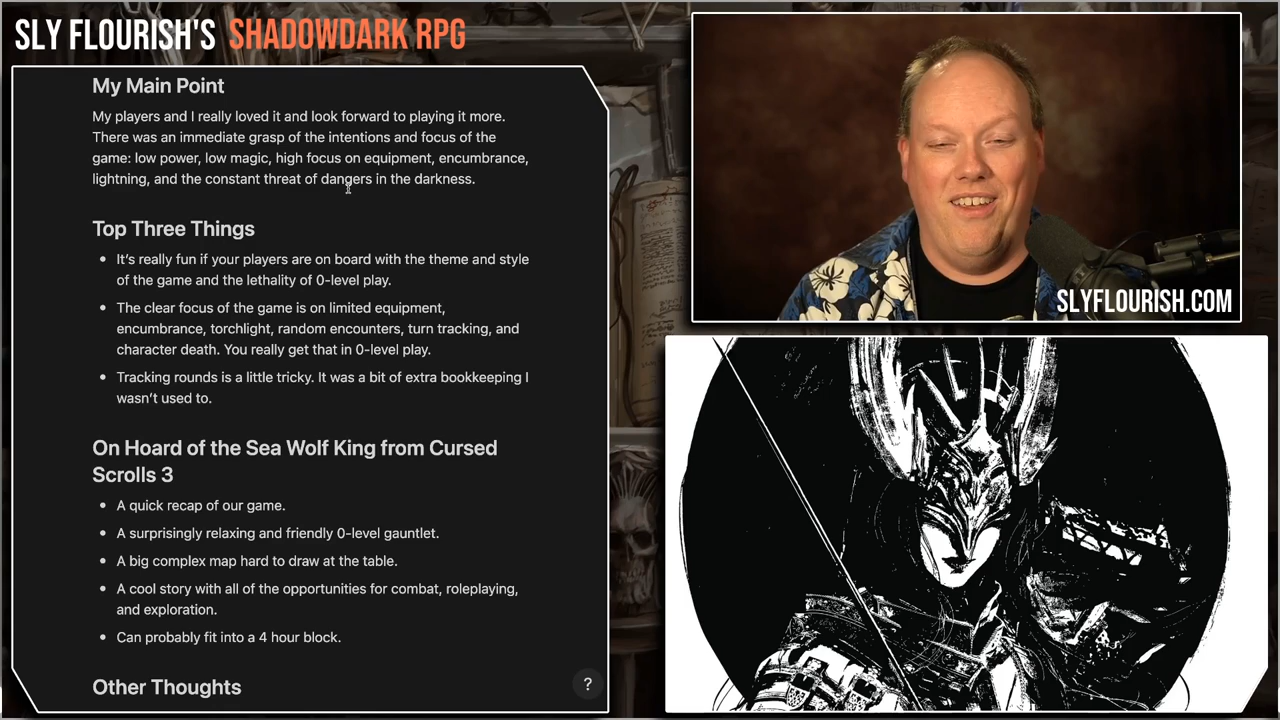 SLY FLOURISH'S SHADOWDARK RPG
My Main Point
My players and I really loved it and look forward to playing it more.
There was an immediate grasp of the intentions and focus of the
game: low power, low magic, high focus on equipment, encumbrance,
lightning, and the constant threat of dangers in the darkness.
Top Three Things
• It’s really fun if your players are on board with the theme and style
of the game and the lethality of 0-level play.
• The clear focus of the game is on limited equipment,
encumbrance, torchlight, random encounters, turn tracking, and
character death. You really get that in 0-level play.
• Tracking rounds is a little tricky. It was a bit of extra bookkeeping I
wasn’t used to.
On Hoard of the Sea Wolf King from Cursed
Scrolls 3
• A quick recap of our game.
• A surprisingly relaxing and friendly 0-level gauntlet.
• A big complex map hard to draw at the table.
• A cool story with all of the opportunities for combat, roleplaying,
and exploration.
• Can probably fit into a 4 hour block.
Other Thoughts
?
SLYFLOURISH.COM